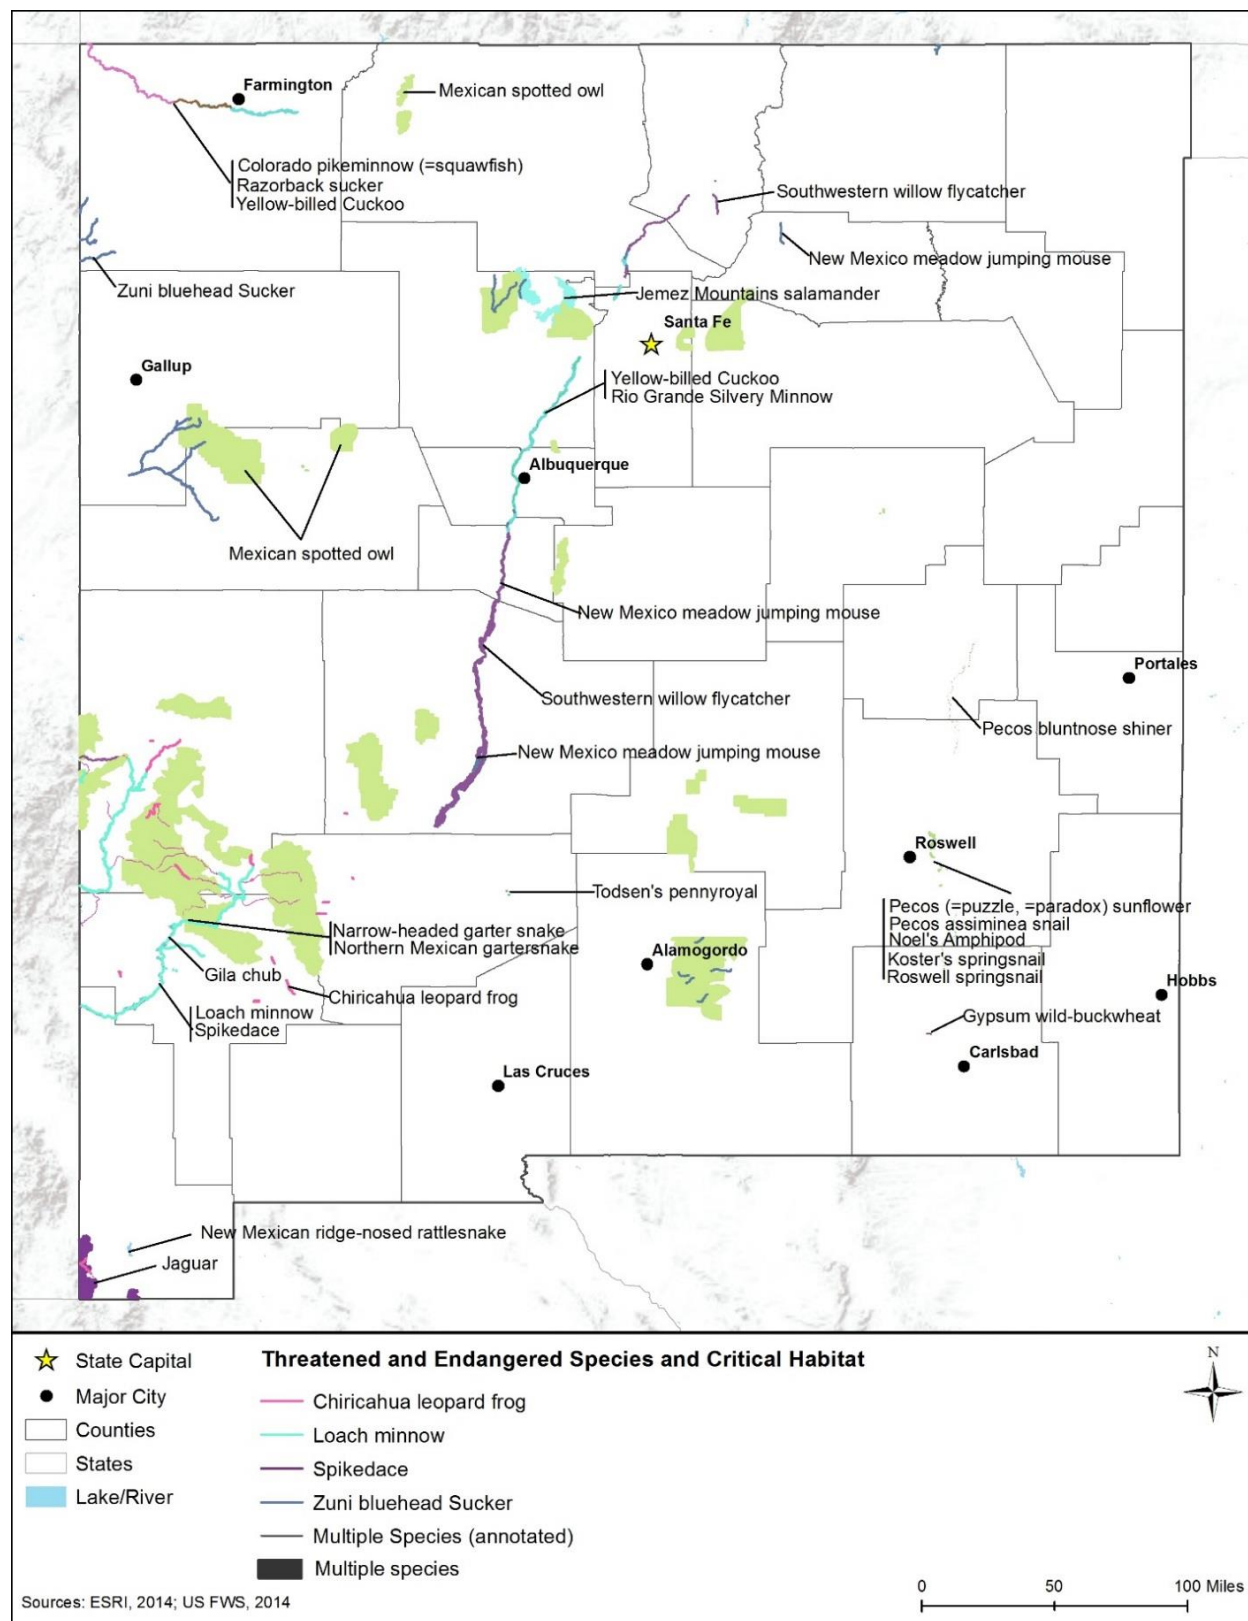 Farmington
Mexican spotted owl
Colorado pikeminnow (=squawfish)
Razorback sucker
Yellow-billed Cuckoo
Southwestern willow flycatcher
New Mexico meadow jumping mouse
Zuni bluehead Sucker
Jemez Mountains salamander
Santa Fe
Gallup
Yellow-billed Cuckoo
Rio Grande Silvery Minnow
Albuquerque
Mexican spotted owl
New Mexico meadow jumping mouse
Portales
Southwestern willow flycatcher
Pecos bluntnose shiner
New Mexico meadow jumping mouse
Roswell
Todsen's pennyroyal
Pecos (=puzzle, =paradox) sunflower
Pecos assiminea snail
Noel's Amphipod
Koster's springsnail
Roswell springsnail
Narrow-headed garter snake
Northern Mexican gartersnake
Alamogordo
Gila chub
Hobbs
Chiricahua leopard frog
Loach minnow
Spikedace
Gypsum wild-buckwheat
Carlsbad
Las Cruces
New Mexican ridge-nosed rattlesnake
Jaguar
State Capital
Major City
Counties
States
Lake/River
Threatened and Endangered Species and Critical Habitat
Chiricahua leopard frog
Loach minnow
Spikedace
Zuni bluehead Sucker
Multiple Species (annotated)
Multiple species
N
0 50 100 Miles
Sources: ESRI, 2014; US FWS, 2014